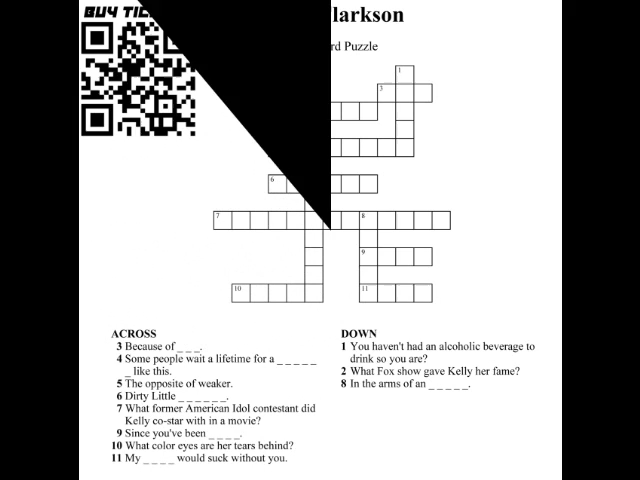 BUY TIC
larkson
rd Puzzle
1
3
6
7
8
9
10
11
ACROSS
3 Because of _ _ _.
4 Some people wait a lifetime for a _ _ _ _ _
_ like this.
5 The opposite of weaker.
6 Dirty Little _ _ _ _ _ _.
7 What former American Idol contestant did
Kelly co-star with in a movie?
9 Since you've been _ _ _ _.
10 What color eyes are her tears behind?
11 My _ _ _ _ would suck without you.
DOWN
1 You haven't had an alcoholic beverage to
drink so you are?
2 What Fox show gave Kelly her fame?
8 In the arms of an _ _ _ _ _.